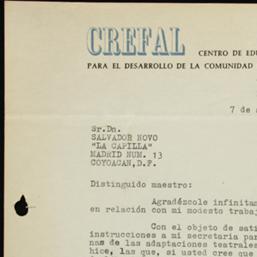 CREFAL
CENTRO DE EDU
PARA EL DESARROLLO DE LA COMUNIDAD
7 de
Sr.Dn.
SALVADOR NOVO
"LA CAPILLA"
MADRID NUM. 13
COYOACAN, D.F.
Distinguido maestro:
Agradézcole infinitam
en relación con mi modesto trabaj
Con el objeto de sati
instrucciones a mi secretaria par
nas de las adaptaciones teatrales
hice, las que, si usted cree que